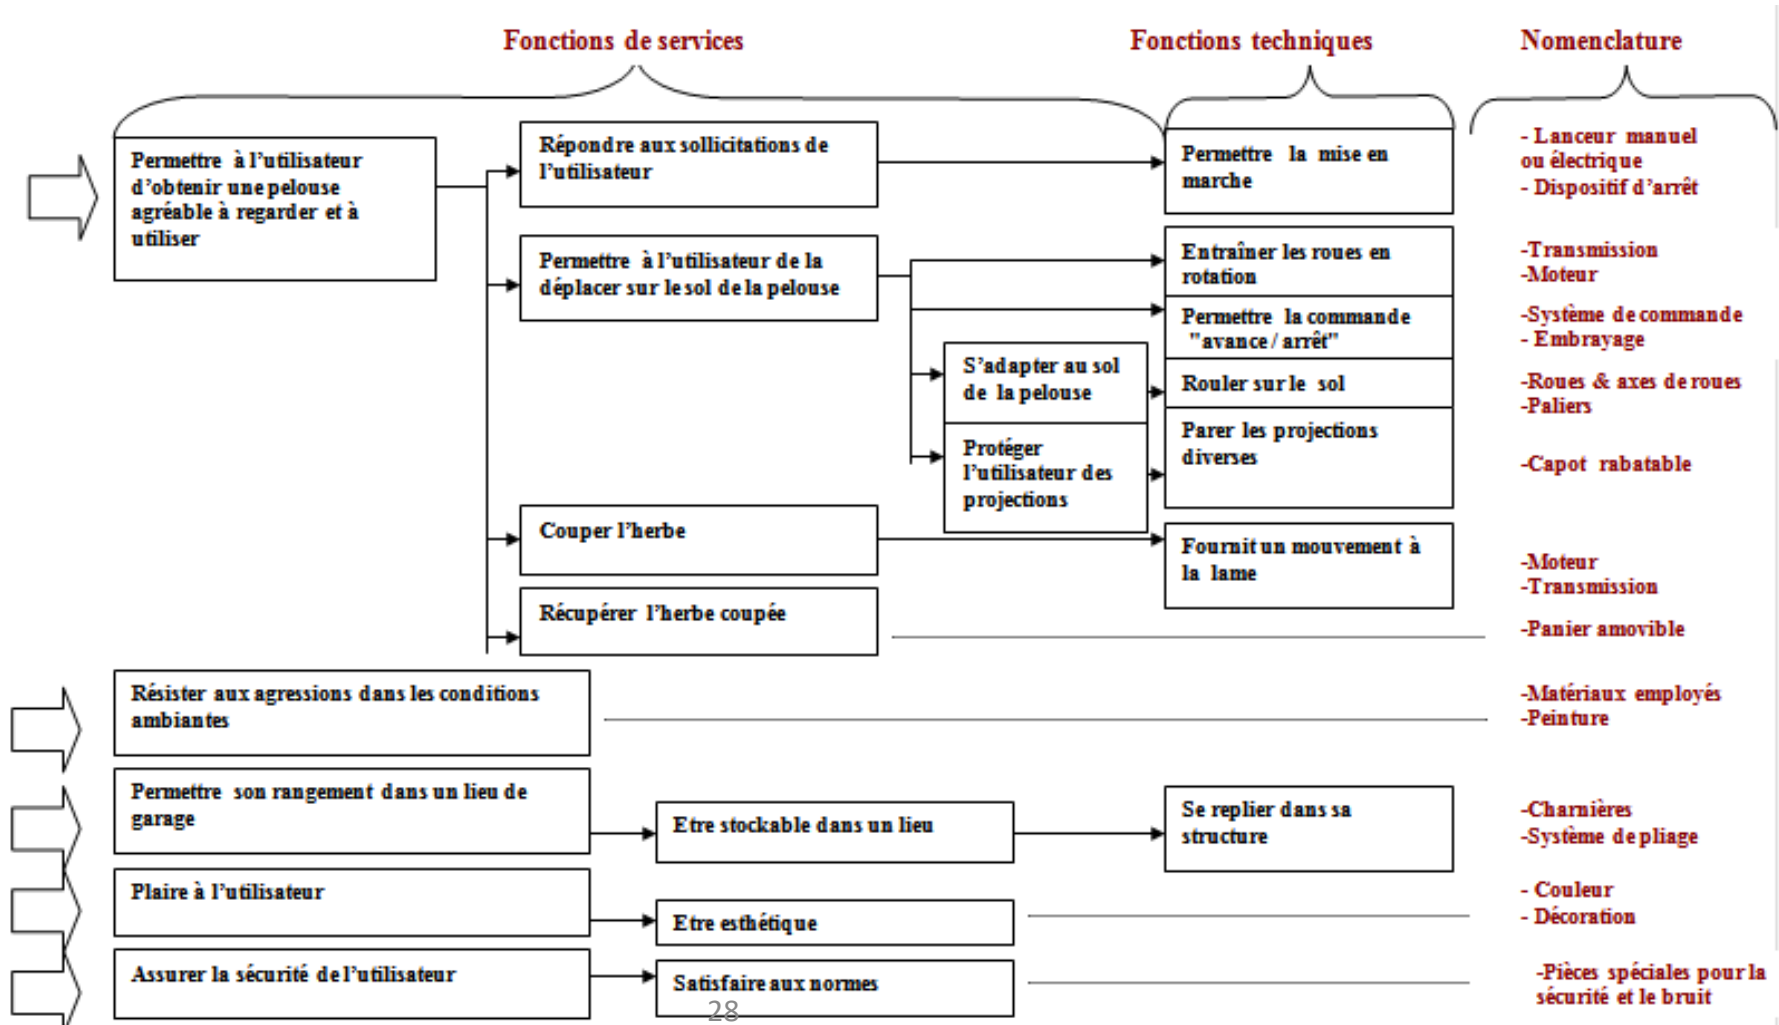 Fonctions de services
Fonctions techniques
Nomenclature
Permettre à l'utilisateur
d'obtenir une pelouse
agréable à regarder et à
utiliser
Répondre aux sollicitations de
l'utilisateur
Permettre la mise en
marche
- Lanceur manuel
ou électrique
- Dispositif d'arrêt
Permettre à l'utilisateur de la
déplacer sur le sol de la pelouse
Entraîner les roues en
rotation
-Transmission
-Moteur
Permettre la commande
"avance / arrêt"
-Système de commande
- Embrayage
S'adapter au sol
de la pelouse
Rouler sur le sol
-Roues & axes de roues
-Paliers
Protéger
l'utilisateur des
projections
Parer les projections
diverses
-Capot rabatable
Couper l'herbe
Fournit un mouvement à
la lame
-Moteur
-Transmission
Récupérer l'herbe coupée
-Panier amovible
Résister aux agressions dans les conditions
ambiantes
-Matériaux employés
-Peinture
Permettre son rangement dans un lieu de
garage
Etre stockable dans un lieu
Se replier dans sa
structure
-Charnières
-Système de pliage
Plaire à l'utilisateur
Etre esthétique
- Couleur
- Décoration
Assurer la sécurité de l'utilisateur
Satisfaire aux normes
-Pièces spéciales pour la
sécurité et le bruit
28